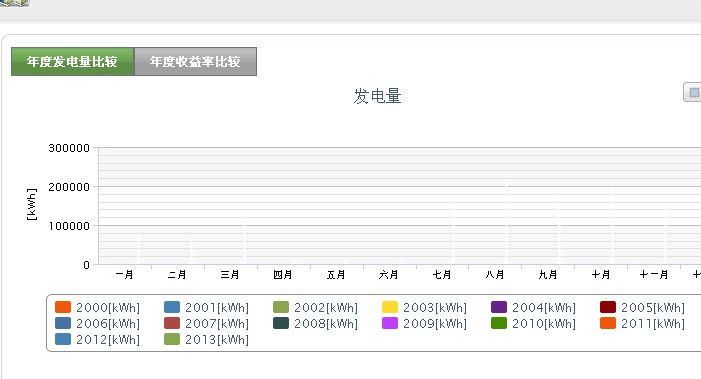 年度发电量比较 年度收益率比较
发电量
300000
200000
100000
0
[kWh]
一月 二月 三月 四月 五月 六月 七月 八月 九月 十月 十一月
2000[kWh] 2001[kWh] 2002[kWh] 2003[kWh] 2004[kWh] 2005[kWh]
2006[kWh] 2007[kWh] 2008[kWh] 2009[kWh] 2010[kWh] 2011[kWh]
2012[kWh] 2013[kWh]